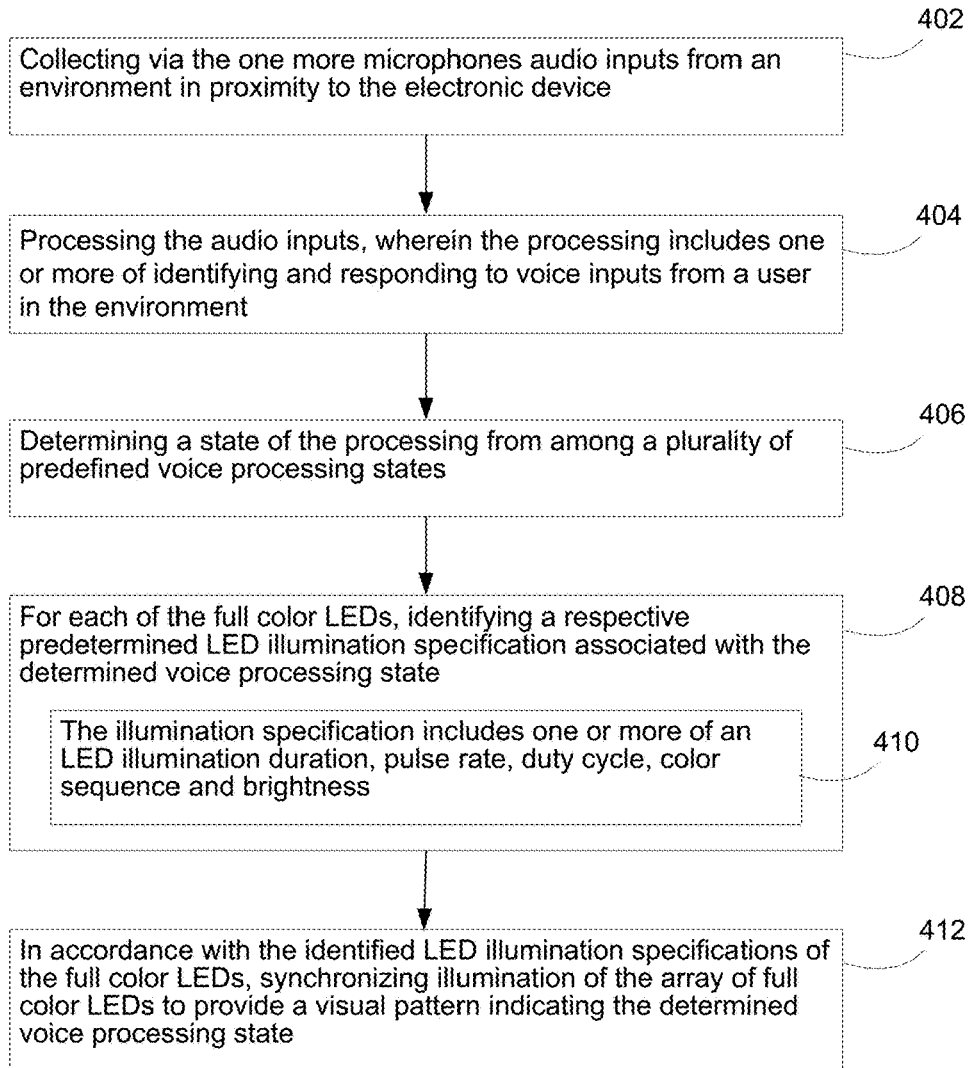 402
Collecting via the one more microphones audio inputs from an
environment in proximity to the electronic device
404
Processing the audio inputs, wherein the processing includes one
or more of identifying and responding to voice inputs from a user
in the environment
406
Determining a state of the processing from among a plurality of
predefined voice processing states
408
For each of the full color LEDs, identifying a respective
predetermined LED illumination specification associated with the
determined voice processing state
The illumination specification includes one or more of an
LED illumination duration, pulse rate, duty cycle, color
sequence and brightness
410
412
In accordance with the identified LED illumination specifications of
the full color LEDs, synchronizing illumination of the array of full
color LEDs to provide a visual pattern indicating the determined
voice processing state